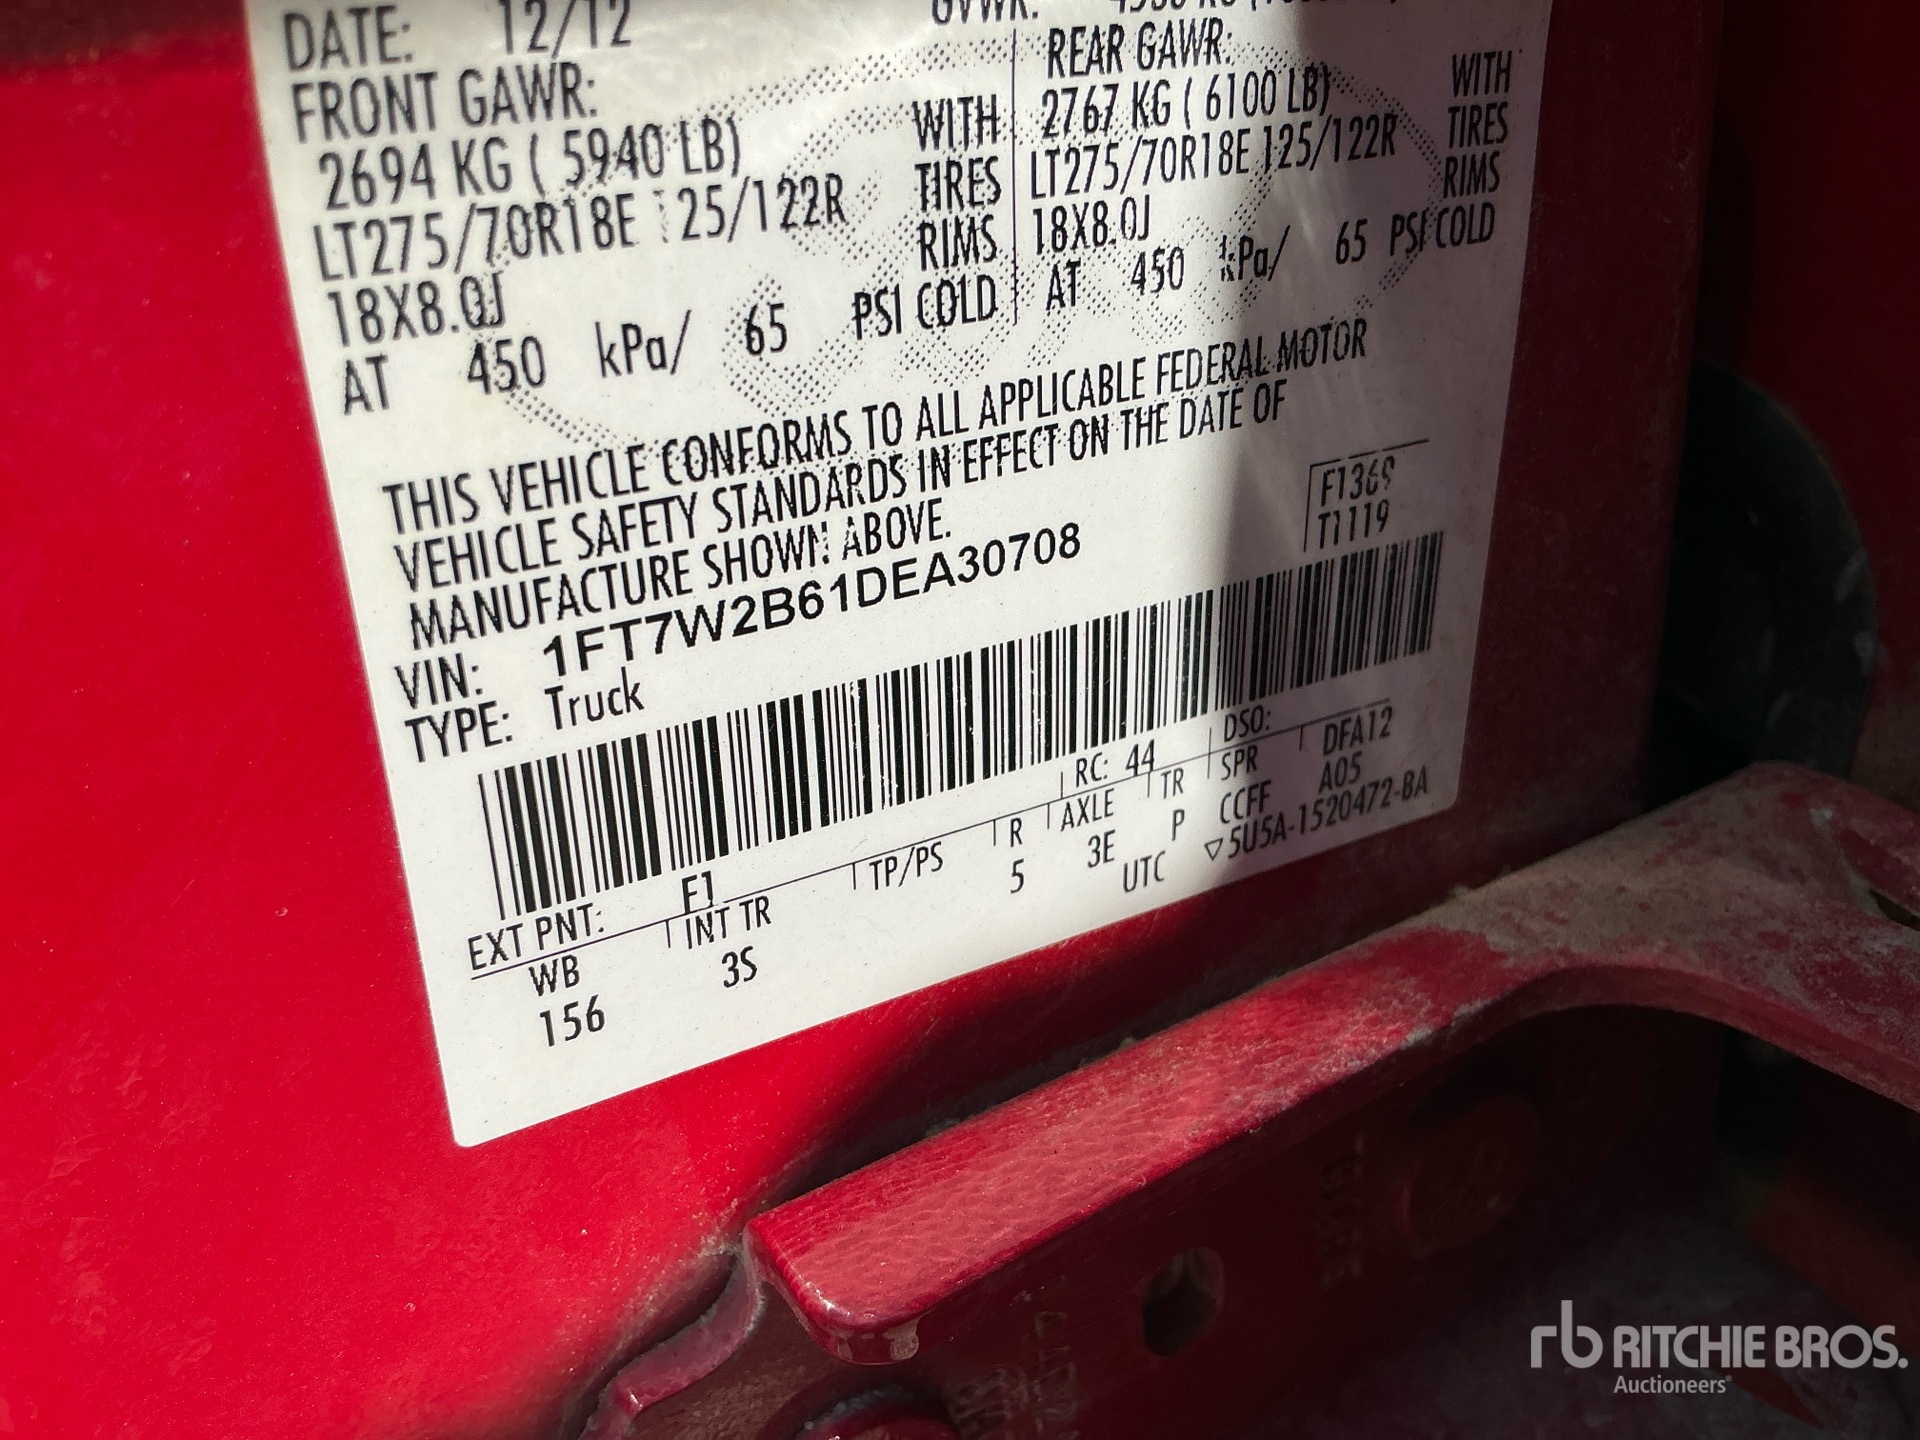 DATE: 12/12 GVWR:
FRONT GAWR:
2694 KG ( 5940 LB) WITH
LT275/70R18E 125/122R TIRES
18X8.0J RIMS
AT 450 kPa/ 65 PSI COLD
REAR GAWR:
2767 KG ( 6100 LB) WITH
LT275/70R18E 125/122R TIRES
18X8.0J RIMS
AT 450 kPa/ 65 PSI COLD
THIS VEHICLE CONFORMS TO ALL APPLICABLE FEDERAL MOTOR
VEHICLE SAFETY STANDARDS IN EFFECT ON THE DATE OF
MANUFACTURE SHOWN ABOVE.
F1369
T1119
VIN: 1FT7W2B61DEA30708
TYPE: Truck
EXT PNT: F1 RC: 44 DSO:
WB INT TR TP/PS R AXLE TR SPR DFA12
156 3S 5 3E P CCFF A05
UTC ▽5U5A-1520472-BA
rb RITCHIE BROS.
Auctioneers